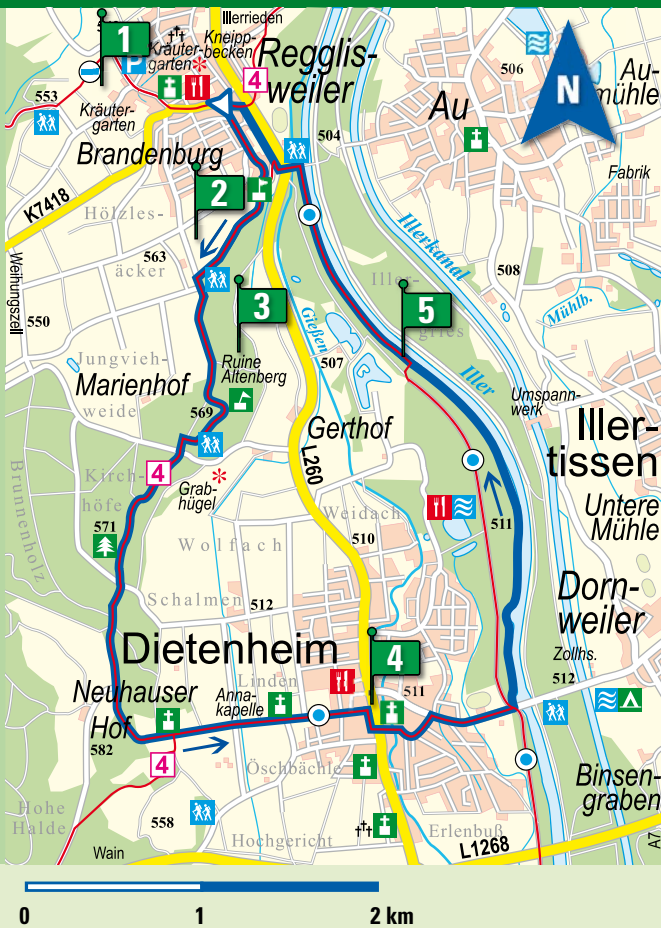 Illerrieden
1
P
Kräuter-
garten
Kneipp-
becken
Regglis-
weiler
4
506
Au-
mühle
N
553
Kräuter-
garten
Au
504
Brandenburg
Fabrik
K7418
2
Hölzles-
äcker
563
Illerkanal
508
Weihungszell
550
3
Iller-
gries
5
Mühlb.
Gießen
507
Jungvieh-
weide
Marienhof
Ruine
Altenberg
Iller
Umspann-
werk
569
Gerthof
Iller-
tissen
L260
4
Kirch-
höfe
Grab-
hügel
Brunnenholz
Weidach
511
Untere
Mühle
571
Wolfach
510
Schalmen
512
Dorn-
weiler
Dietenheim
4
Zollhs.
512
Linden
511
Neuhauser
Hof
Anna-
kapelle
582
4
Öschbächle
Binsen-
graben
Hohe
Halde
558
Hochgericht
Erlenbuß
L1268
A7
Wain
0
1
2 km